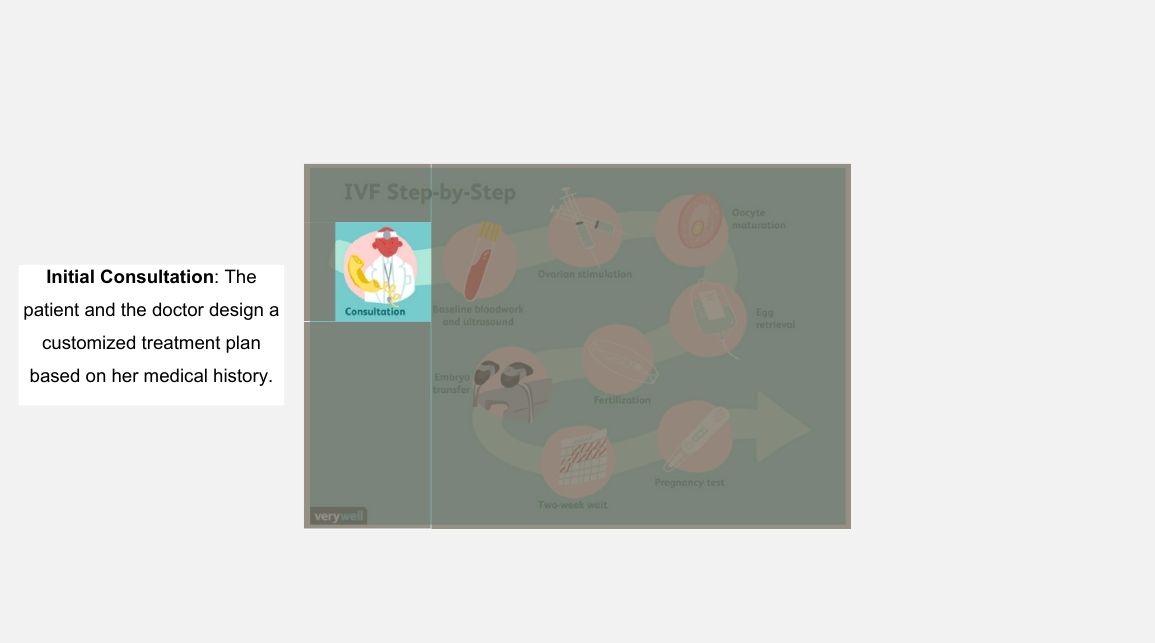 IVF Step-by-Step
Oocyte
maturation
Ovarian stimulation
Initial Consultation: The
patient and the doctor design a
customized treatment plan
based on her medical history.
Consultation
Baseline bloodwork
and ultrasound
Egg
retrieval
Embryo
transfer
Fertilization
Pregnancy test
Two-week wait
verywell